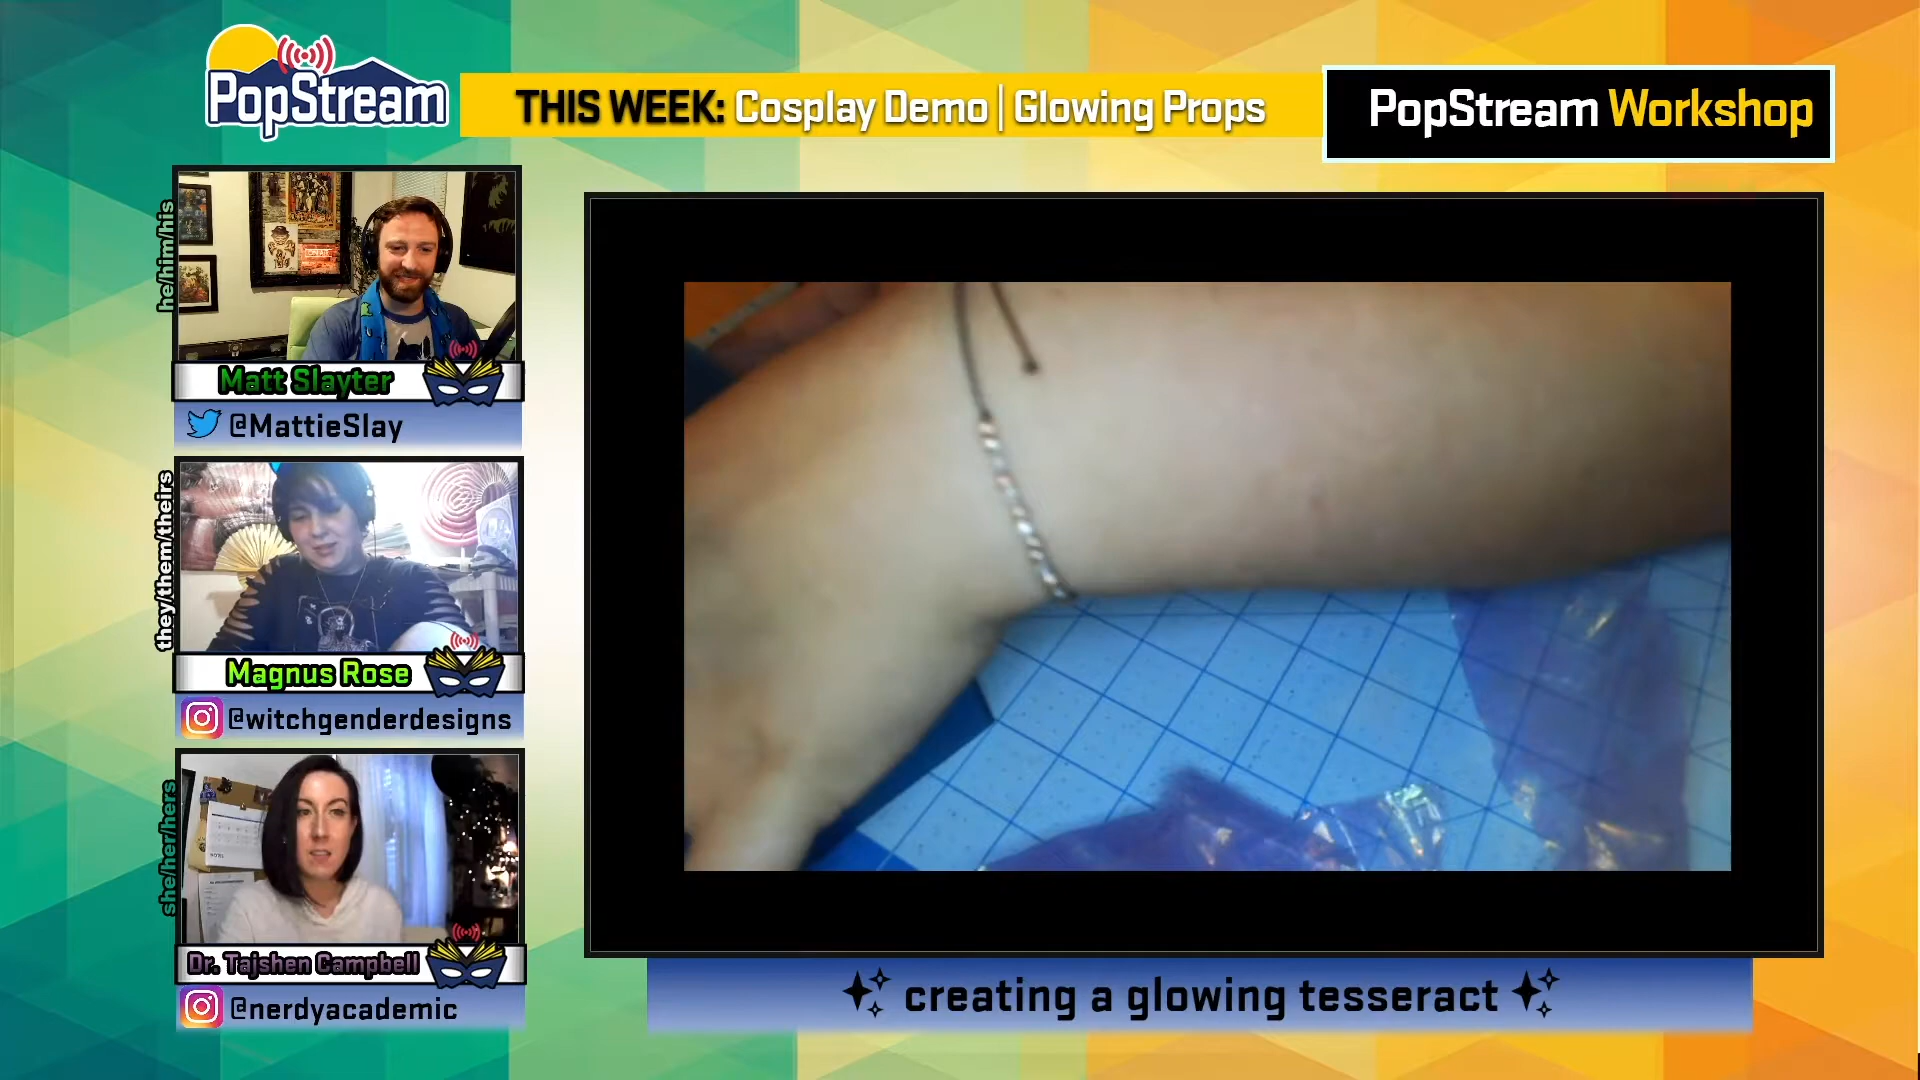 PopStream
THIS WEEK: Cosplay Demo | Glowing Props
PopStream Workshop
he/him/his
Matt Slayter
@MattieSlay
they/them/theirs
Magnus Rose
@witchgenderdesigns
she/her/hers
Dr. Tajshen Campbell
@nerdyacademic
creating a glowing tesseract